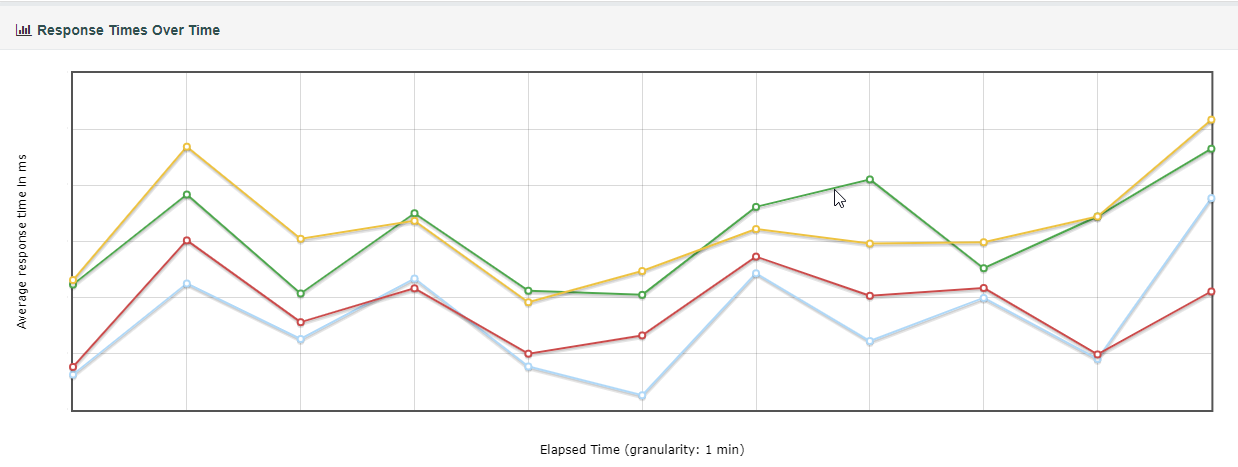 Response Times Over Time
Average response time in ms
Elapsed Time (granularity: 1 min)